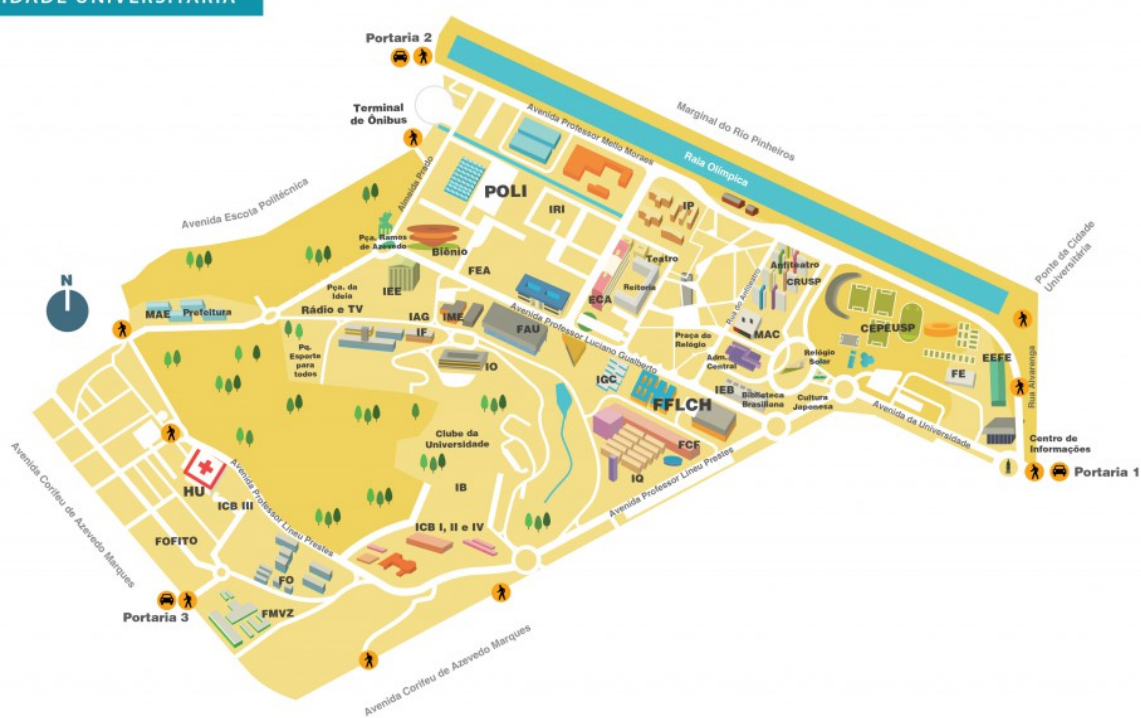 IDADE UNIVERSITÁRIA
Portaria 2
Terminal
de Ônibus
Avenida Professor Mello Moraes
Marginal do Rio Pinheiros
Raia Olímpica
Almeida Prado
POLI
IRI
IP
Avenida Escola Politécnica
Ponte da Cidade
Universitária
Pça. Ramos
de Azevedo
Biênio
Teatro
Anfiteatro
CRUSP
FEA
Reitoria
Rua do Anfiteatro
N
IEE
Pça. da
Ideia
ECA
MAE
Prefeitura
Rádio e TV
IAG
IME
FAU
Avenida Professor Luciano Gualberto
MAC
CEPEUSP
IF
Praça do
Relógio
Pq.
Esporte
para
todos
Adm.
Central
Relógio
Solar
EEFE
IO
FE
Rua Alvarenga
IGC
IEB
Biblioteca
Brasiliana
Cultura
Japonesa
FFLCH
Avenida da Universidade
Clube da
Universidade
FCF
Centro de
Informações
Portaria 1
Avenida Corifeu de Azevedo Marques
HU
Avenida Professor Lineu Prestes
IQ
Avenida Professor Lineu Prestes
IB
ICB III
ICB I, II e IV
FOFITO
FO
Portaria 3
FMVZ
Avenida Corifeu de Azevedo Marques